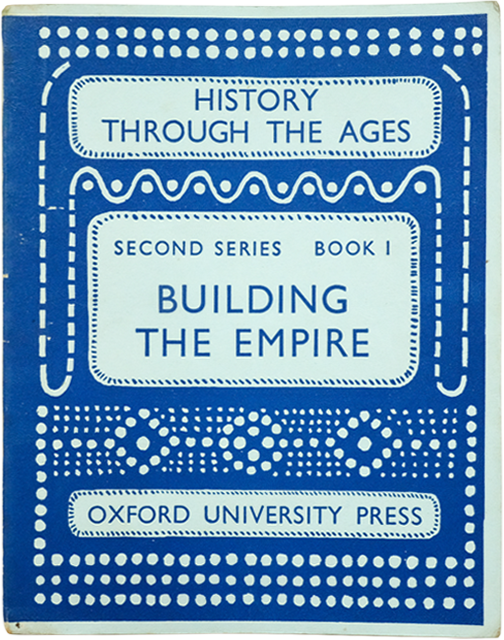 HISTORY
THROUGH THE AGES
SECOND SERIES BOOK I
BUILDING
THE EMPIRE
OXFORD UNIVERSITY PRESS